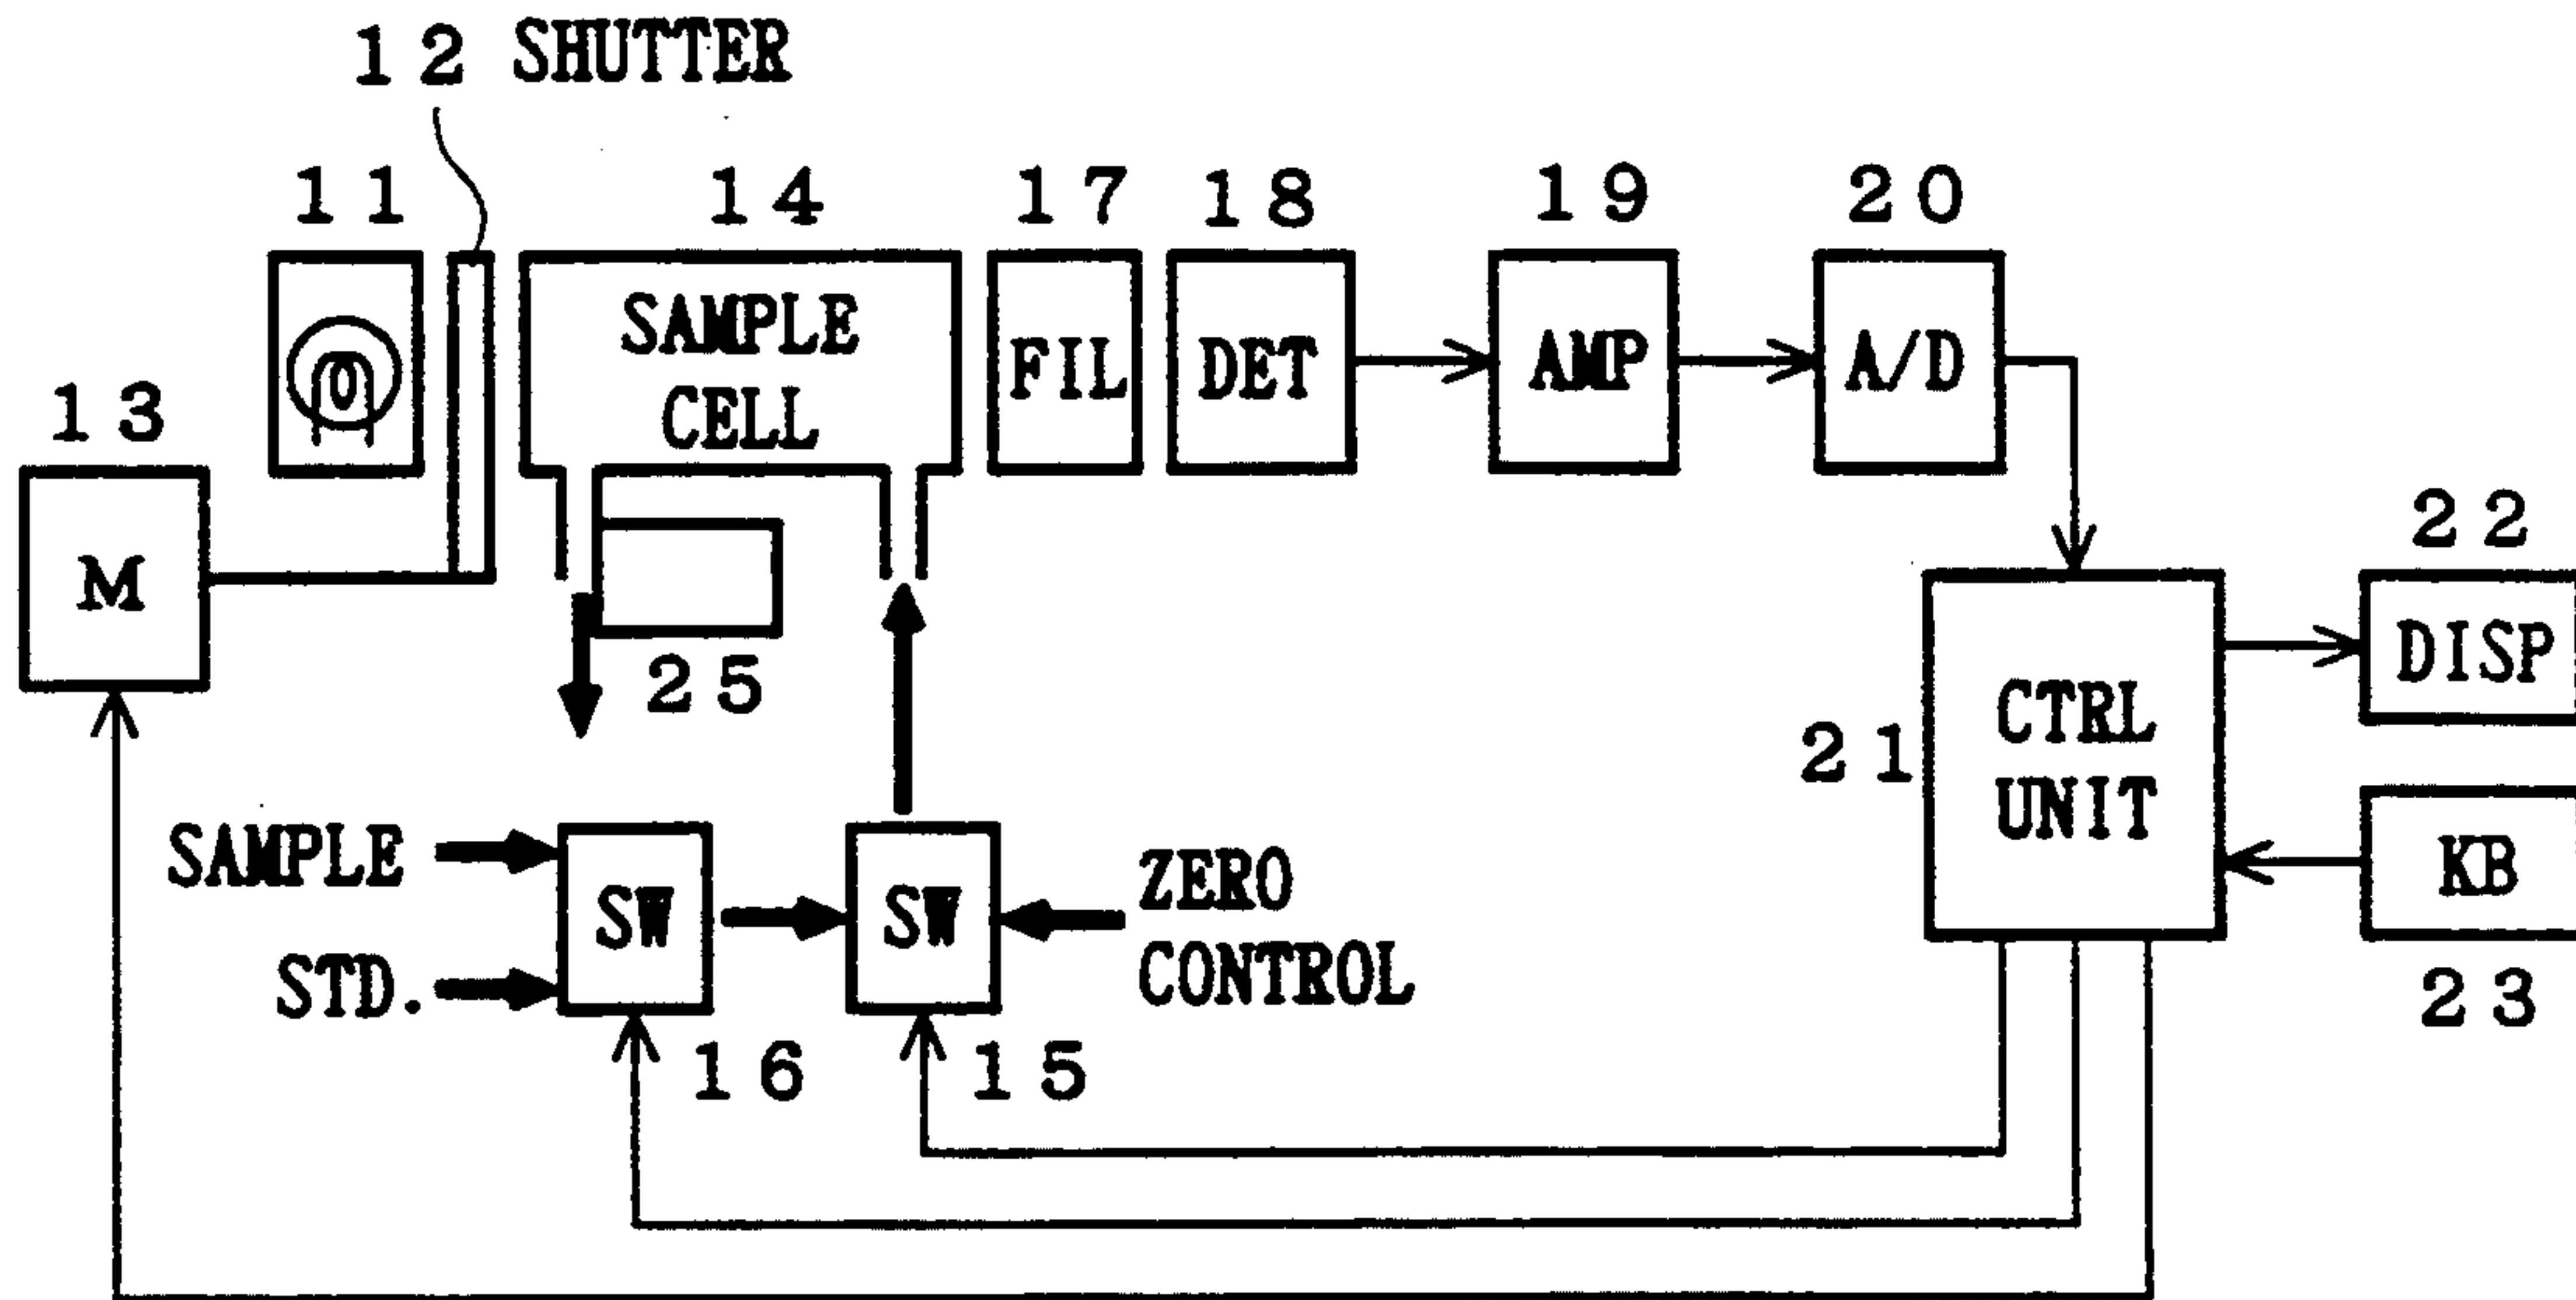 12 SHUTTER
11
14
17
18
19
20
SAMPLE
CELL
FIL
DET
AMP
A/D
13
M
25
22
DISP
21
CTRL
UNIT
KB
23
SAMPLE
STD.
SW
SW
ZERO
CONTROL
16
15